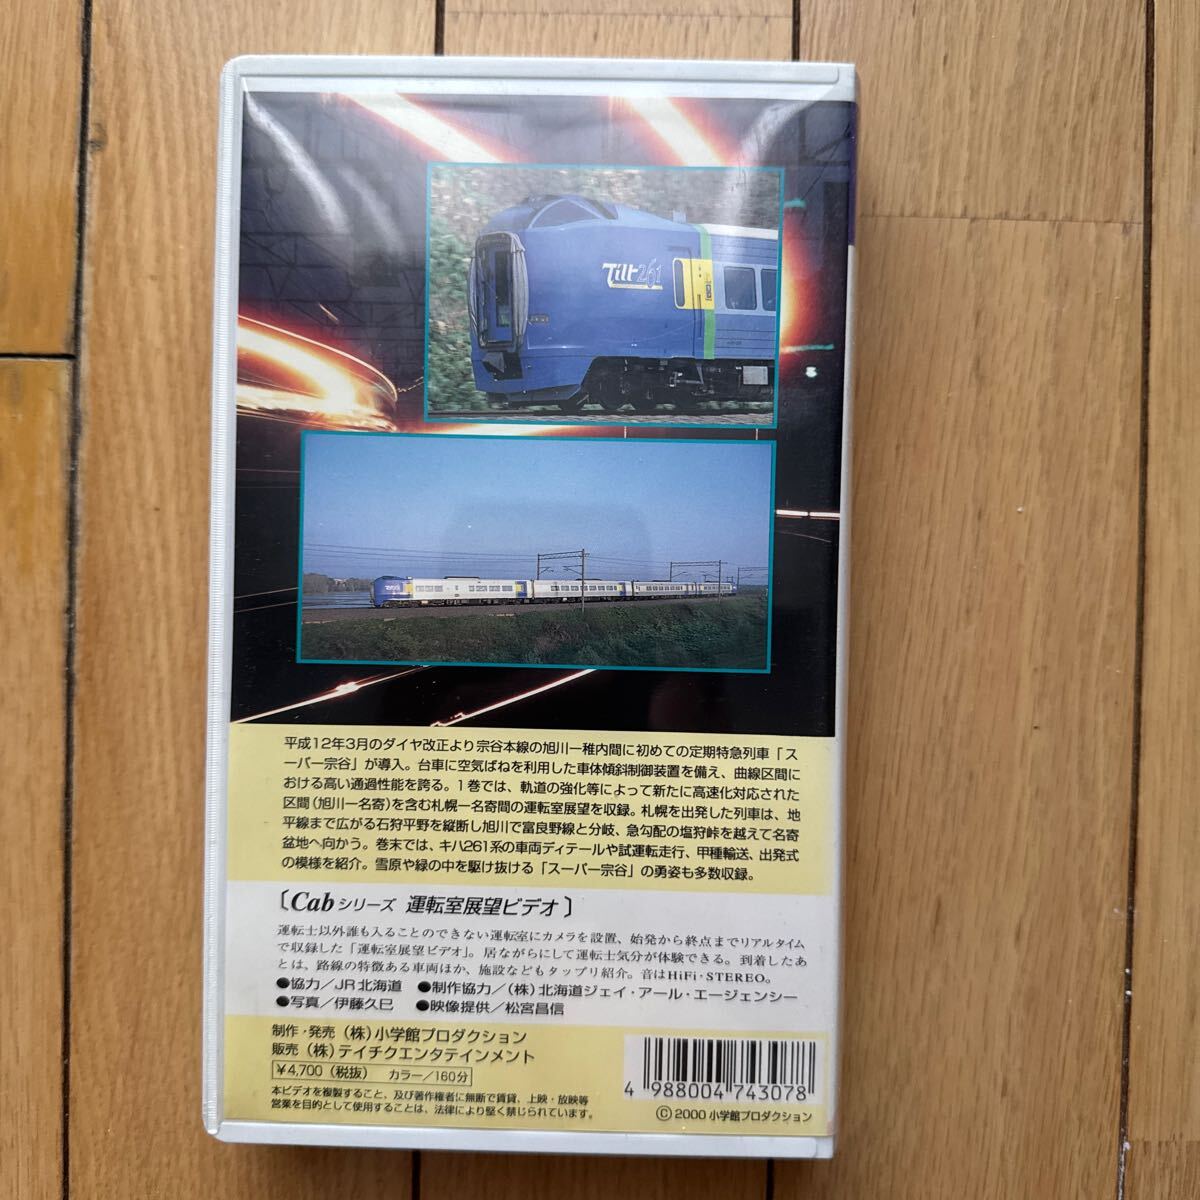 Tilt261
平成12年3月のダイヤ改正より宗谷本線の旭川ー稚内間に初めての定期特急列車「ス
ーパー宗谷」が導入。台車に空気ばねを利用した車体傾斜制御装置を備え、曲線区間に
おける高い通過性能を誇る。1巻では、軌道の強化等によって新たに高速化対応された
区間(旭川ー名寄)を含む札幌ー名寄間の運転室展望を収録。札幌を出発した列車は、地
平線まで広がる石狩平野を縦断し旭川で富良野線と分岐、急勾配の塩狩峠を越えて名寄
盆地へ向かう。巻末では、キハ261系の車両ディテールや試運転走行、甲種輸送、出発式
の模様を紹介。雪原や緑の中を駆け抜ける「スーパー宗谷」の勇姿も多数収録。
〔Cabシリーズ 運転室展望ビデオ〕
運転士以外誰も入ることのできない運転室にカメラを設置、始発から終点までリアルタイム
で収録した「運転室展望ビデオ」。居ながらにして運転士気分が体験できる。到着したあ
とは、路線の特徴ある車両ほか、施設などもタップリ紹介。音はHiFi・STEREO。
●協力/JR北海道 ●制作協力/(株)北海道ジェイ・アール・エージェンシー
●写真/伊藤久巳 ●映像提供/松宮昌信
制作・発売(株)小学館プロダクション
販売(株)テイチクエンタテインメント
¥4,700(税抜) カラー/160分
本ビデオを複製すること、及び著作権者に無断で賃貸、上映・放映等
営業を目的として使用することは、法律により堅く禁じられています。
4 988004 743078
Ⓒ2000 小学館プロダクション